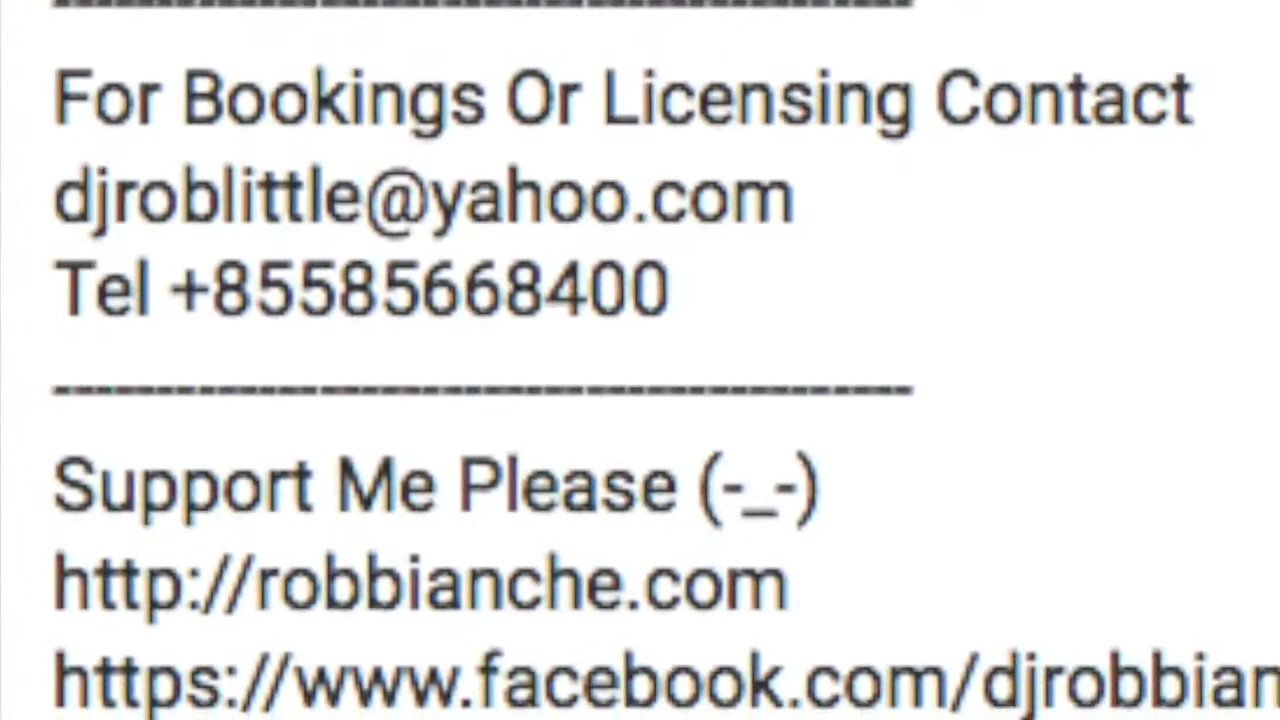 ------------------------------------------
For Bookings Or Licensing Contact
djroblittle@yahoo.com
Tel +85585668400
------------------------------------------
Support Me Please (-_-)
http://robbianche.com
https://www.facebook.com/djrobbian